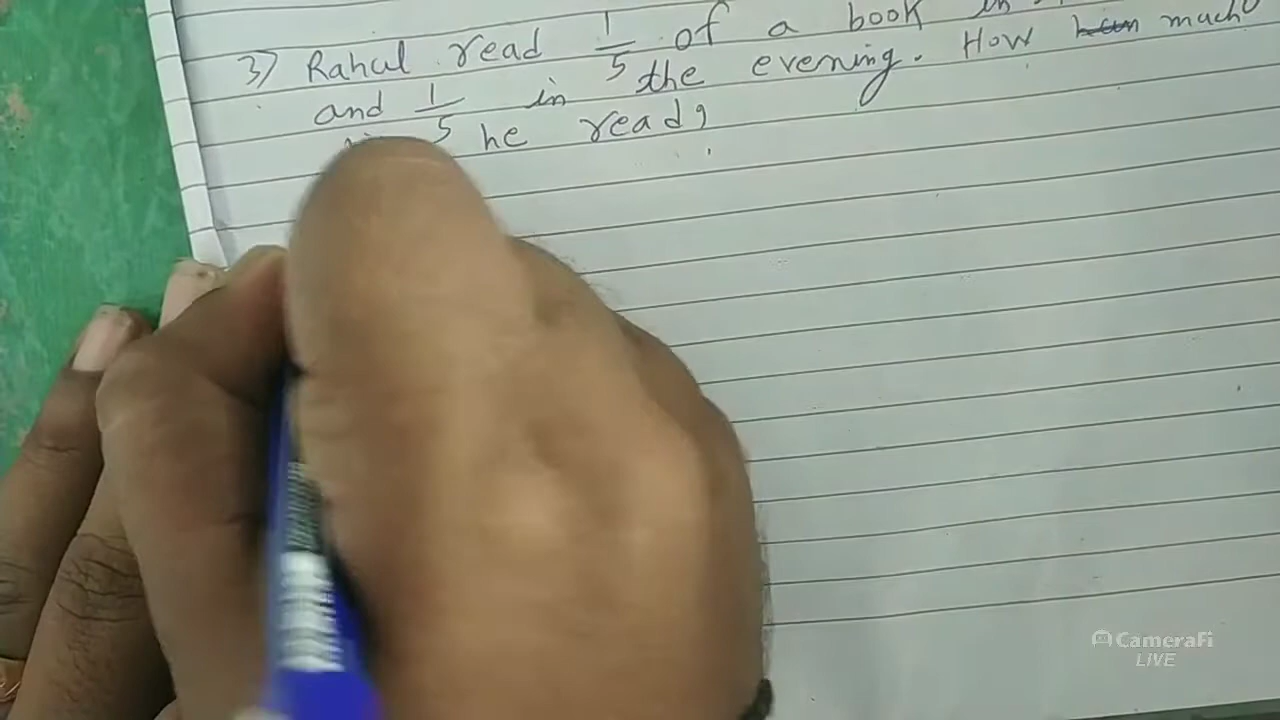 3) Rahul read 1/5 of a book in
and 1/5 in the evening. How much
he read?
CameraFi
LiVE